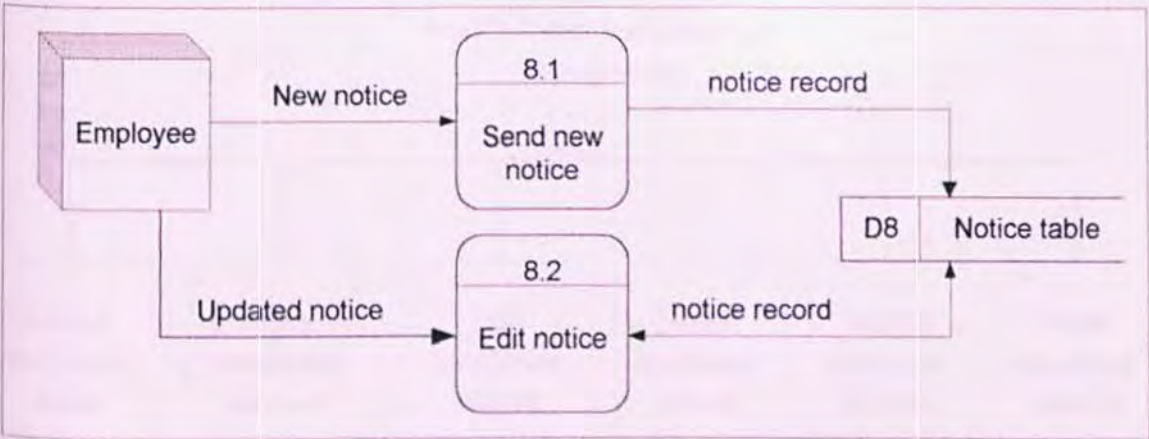 8.1
New notice
notice record
Employee
Send new
notice
D8
Notice table
8.2
Updated notice
notice record
Edit notice